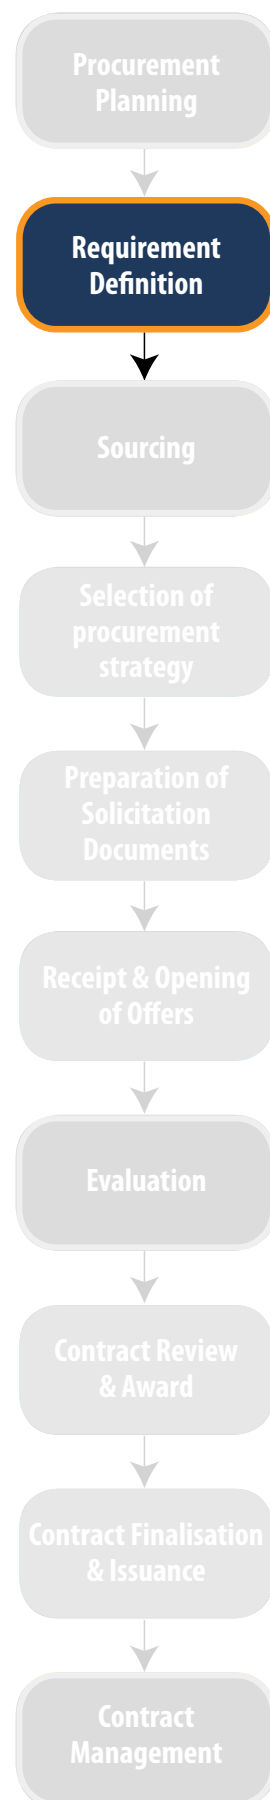 Procurement
Planning
Requirement
Definition
Sourcing
Selection of
procurement
strategy
Preparation of
Solicitation
Documents
Receipt & Opening
of Offers
Evaluation
Contract Review
& Award
Contract Finalisation
& Issuance
Contract
Management